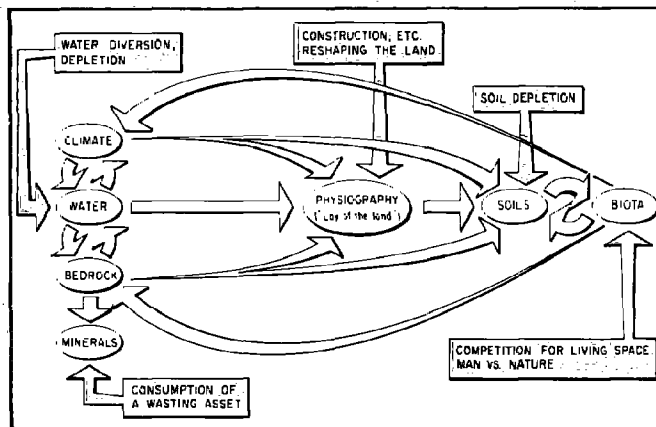 WATER DIVERSION,
DEPLETION
CONSTRUCTION, ETC.
RESHAPING THE LAND
SOIL DEPLETION
CLIMATE
WATER
PHYSIOGRAPHY
"Lay of the land"
SOILS
BIOTA
BEDROCK
MINERALS
CONSUMPTION OF
A WASTING ASSET
COMPETITION FOR LIVING SPACE
MAN VS. NATURE